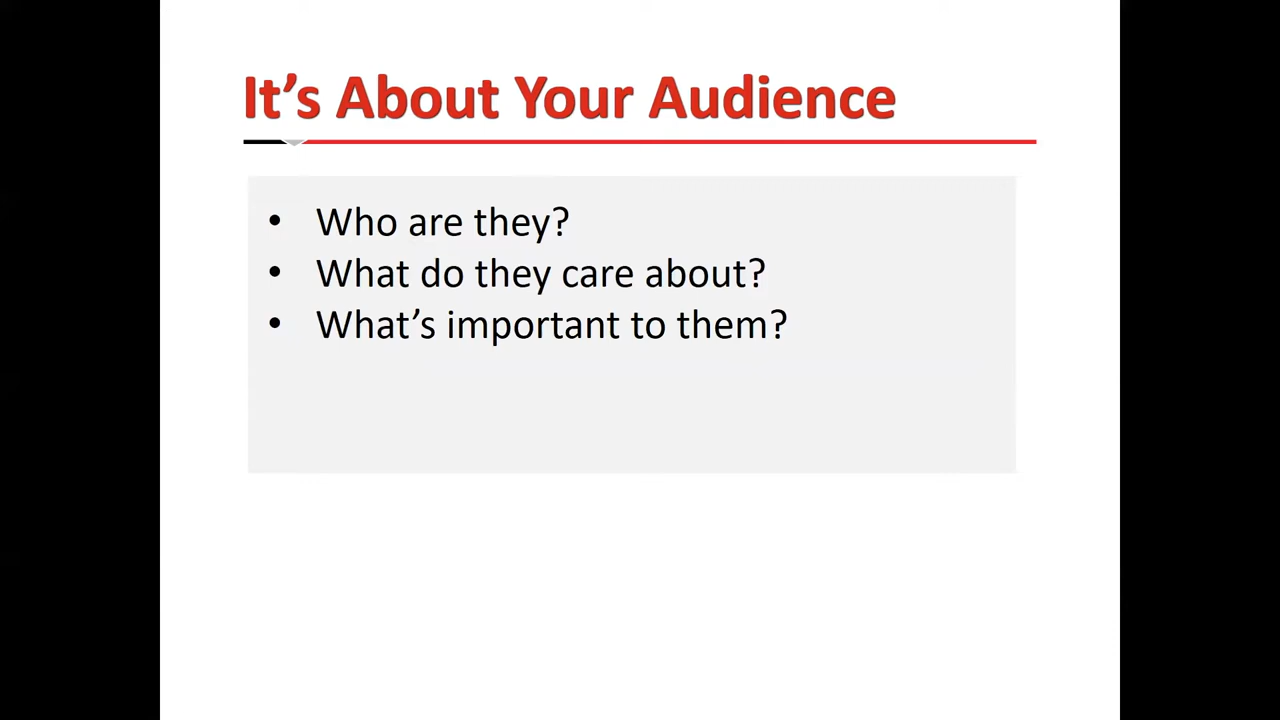 It’s About Your Audience
• Who are they?
• What do they care about?
• What’s important to them?